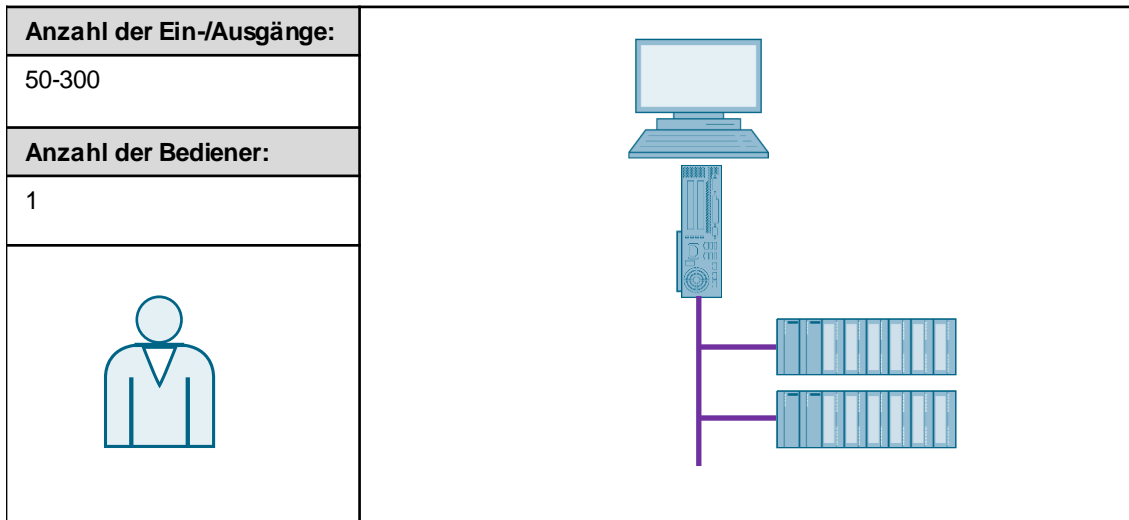 Anzahl der Ein-/Ausgänge:
50-300
Anzahl der Bediener:
1